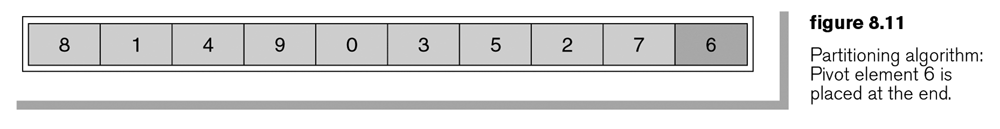 8 1 4 9 0 3 5 2 7 6
figure 8.11
Partitioning algorithm:
Pivot element 6 is
placed at the end.